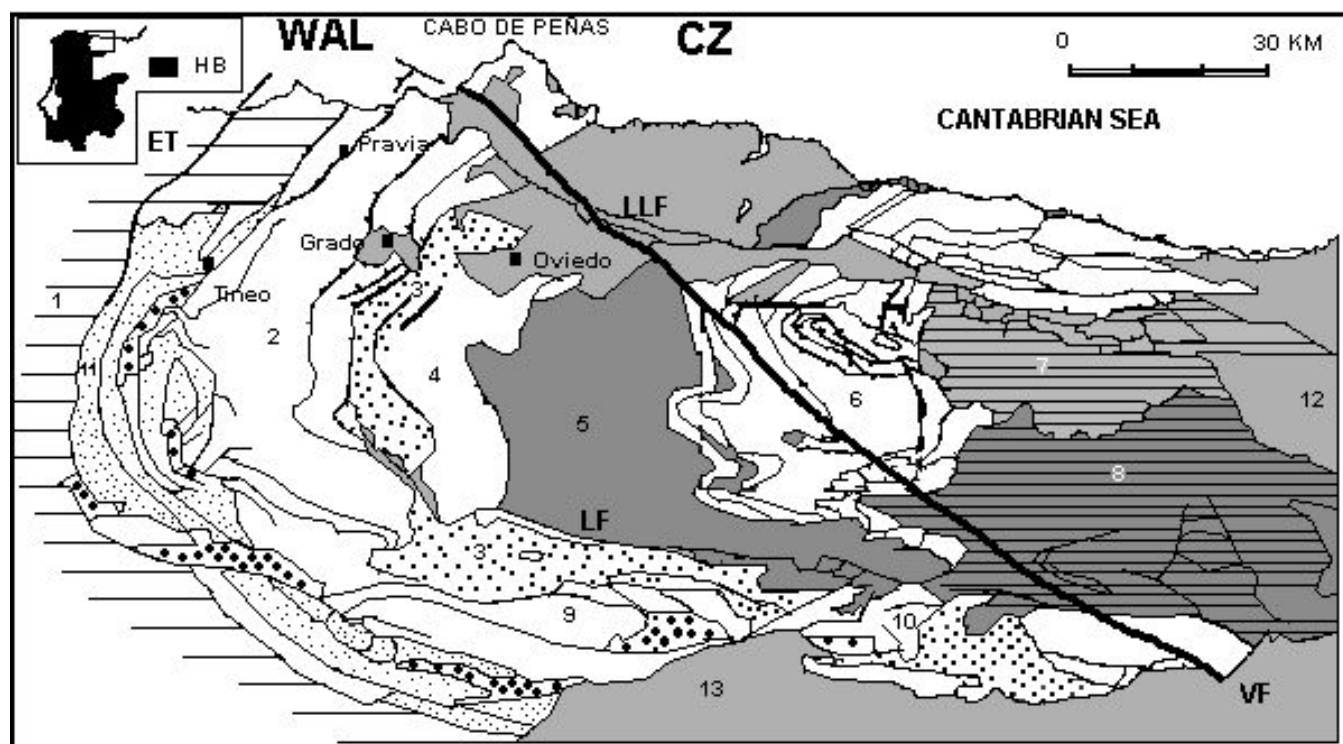 WAL
CABO DE PEÑAS
CZ
0 30 KM
HB
CANTABRIAN SEA
ET
Pravia
LLF
Grado
Oviedo
3
1
Tineo
2
7
11
4
6
12
5
8
LF
3
9
10
13
VF